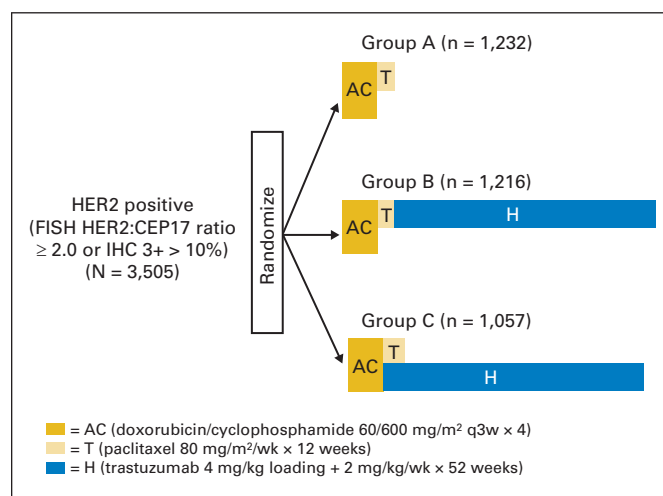 Group A (n = 1,232)
AC
T
HER2 positive
(FISH HER2:CEP17 ratio
≥ 2.0 or IHC 3+ > 10%)
(N = 3,505)
Randomize
Group B (n = 1,216)
AC
T
H
Group C (n = 1,057)
AC
T
H
= AC (doxorubicin/cyclophosphamide 60/600 mg/m² q3w × 4)
= T (paclitaxel 80 mg/m²/wk × 12 weeks)
= H (trastuzumab 4 mg/kg loading + 2 mg/kg/wk × 52 weeks)